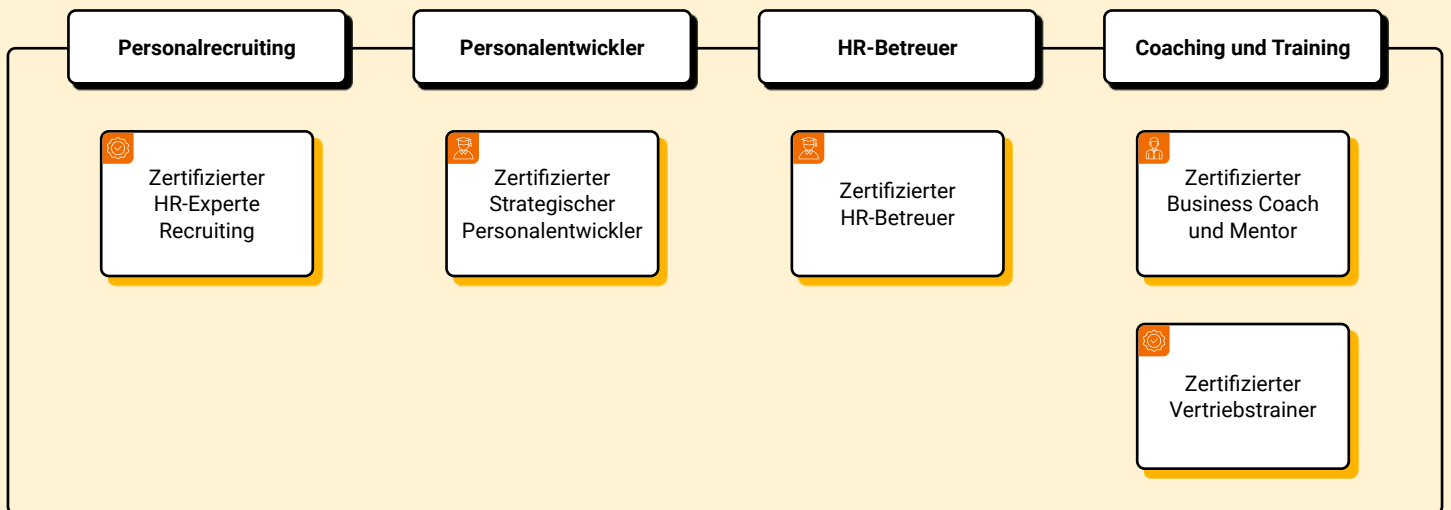 Personalrecruiting
Personalentwickler
HR-Betreuer
Coaching und Training
Zertifizierter
HR-Experte
Recruiting
Zertifizierter
Strategischer
Personalentwickler
Zertifizierter
HR-Betreuer
Zertifizierter
Business Coach
und Mentor
Zertifizierter
Vertriebstrainer